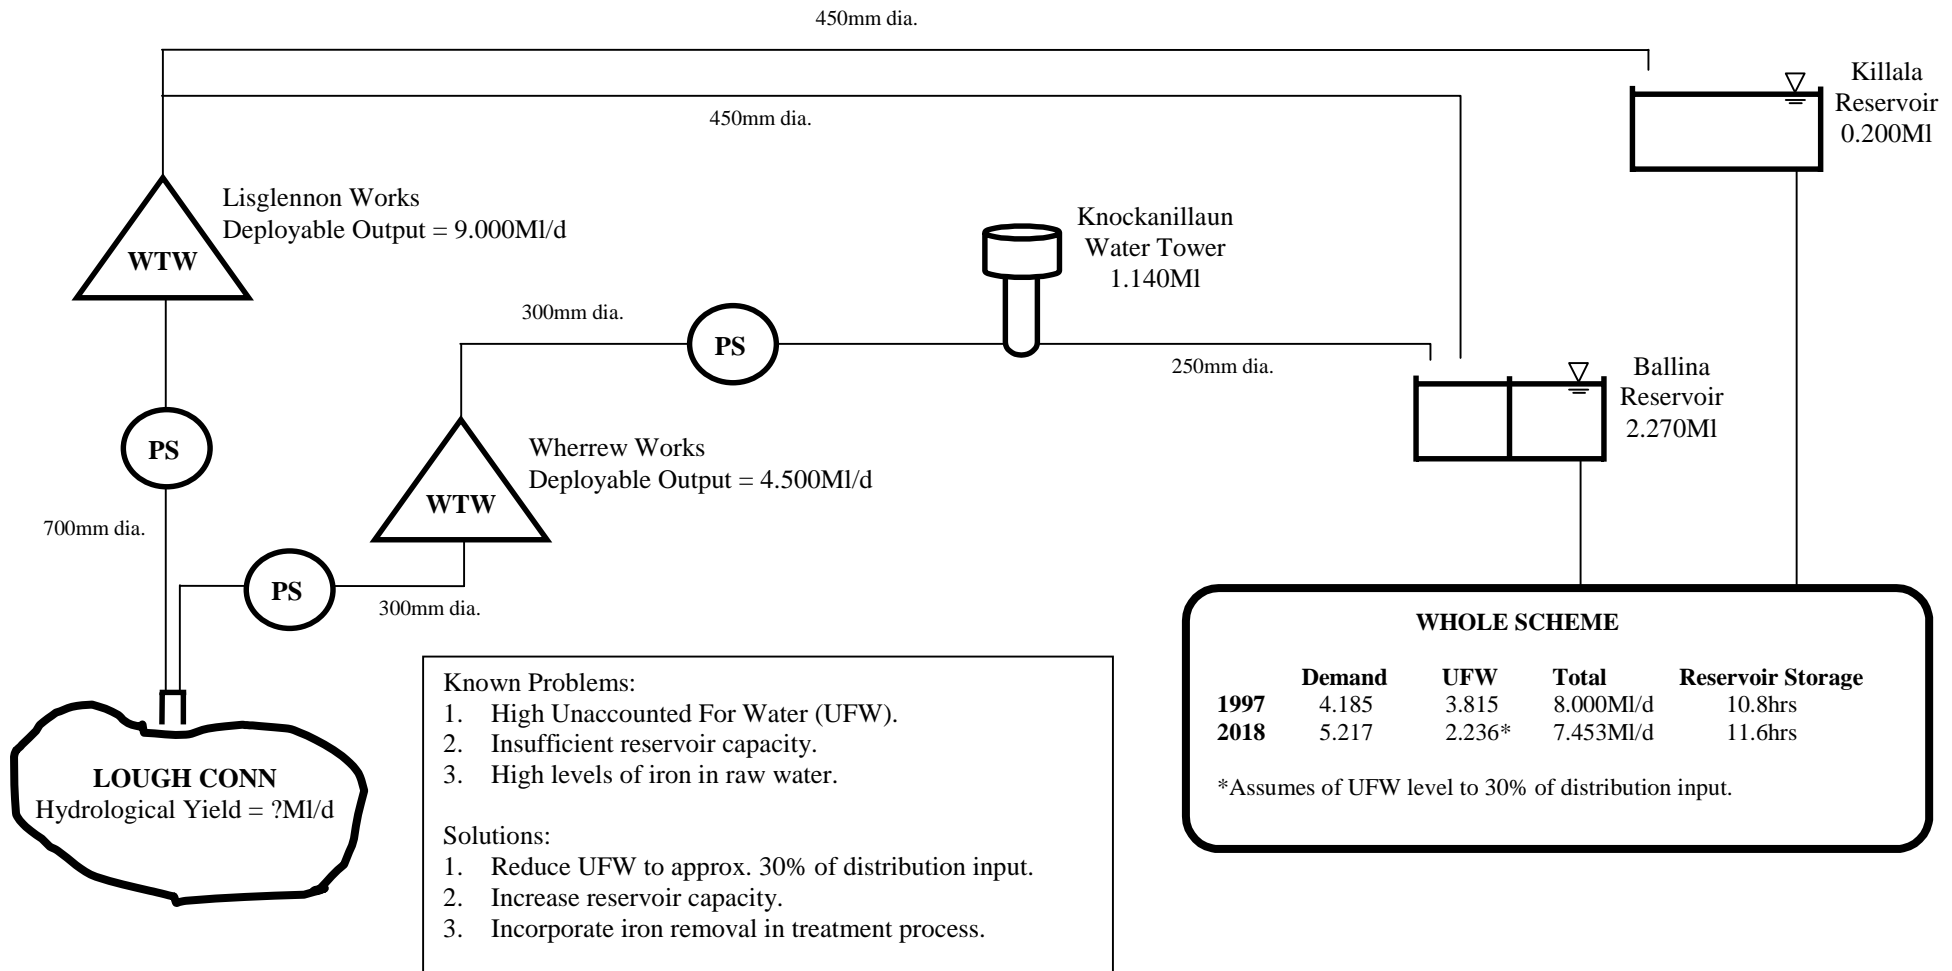 450mm dia.
Killala
Reservoir
0.200Ml
450mm dia.
Lisglennon Works
Deployable Output = 9.000Ml/d
WTW
Knockanillaun
Water Tower
1.140Ml
300mm dia.
PS
250mm dia.
Ballina
Reservoir
2.270Ml
PS
Wherrew Works
Deployable Output = 4.500Ml/d
WTW
700mm dia.
PS
300mm dia.
WHOLE SCHEME
Demand UFW Total Reservoir Storage
1997 4.185 3.815 8.000Ml/d 10.8hrs
2018 5.217 2.236* 7.453Ml/d 11.6hrs
*Assumes of UFW level to 30% of distribution input.
Known Problems:
1. High Unaccounted For Water (UFW).
2. Insufficient reservoir capacity.
3. High levels of iron in raw water.
Solutions:
1. Reduce UFW to approx. 30% of distribution input.
2. Increase reservoir capacity.
3. Incorporate iron removal in treatment process.
LOUGH CONN
Hydrological Yield = ?Ml/d